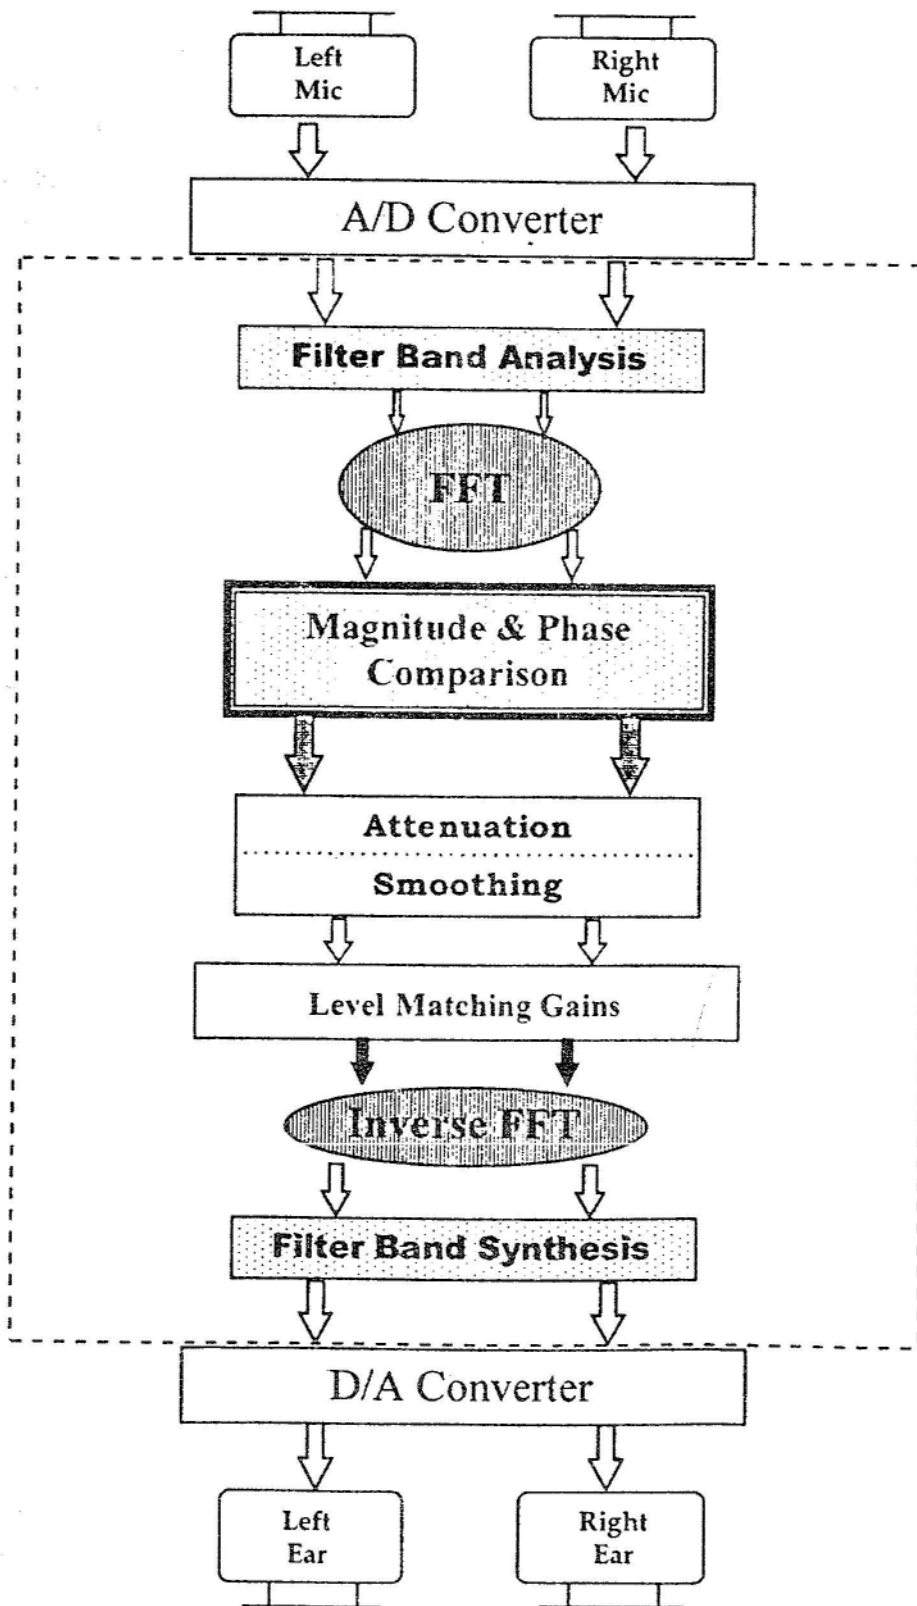 Left
Mic
Right
Mic
A/D Converter
Filter Band Analysis
FFT
Magnitude & Phase
Comparison
Attenuation
Smoothing
Level Matching Gains
Inverse FFT
Filter Band Synthesis
D/A Converter
Left
Ear
Right
Ear